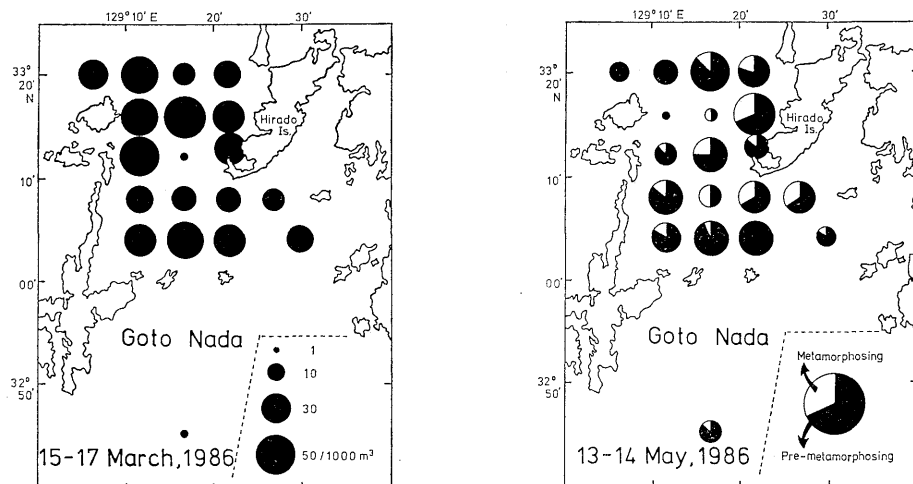 129° 10' E 20' 30'
33°
20'
N
Hirado
Is.
10'
00'
Goto Nada
1
10
32°
50'
30
50/1000 m³
15-17 March, 1986
129° 10' E 20' 30'
33°
20'
N
Hirado
Is.
10'
00'
Goto Nada
Metamorphosing
32°
50'
Pre-metamorphosing
13-14 May, 1986